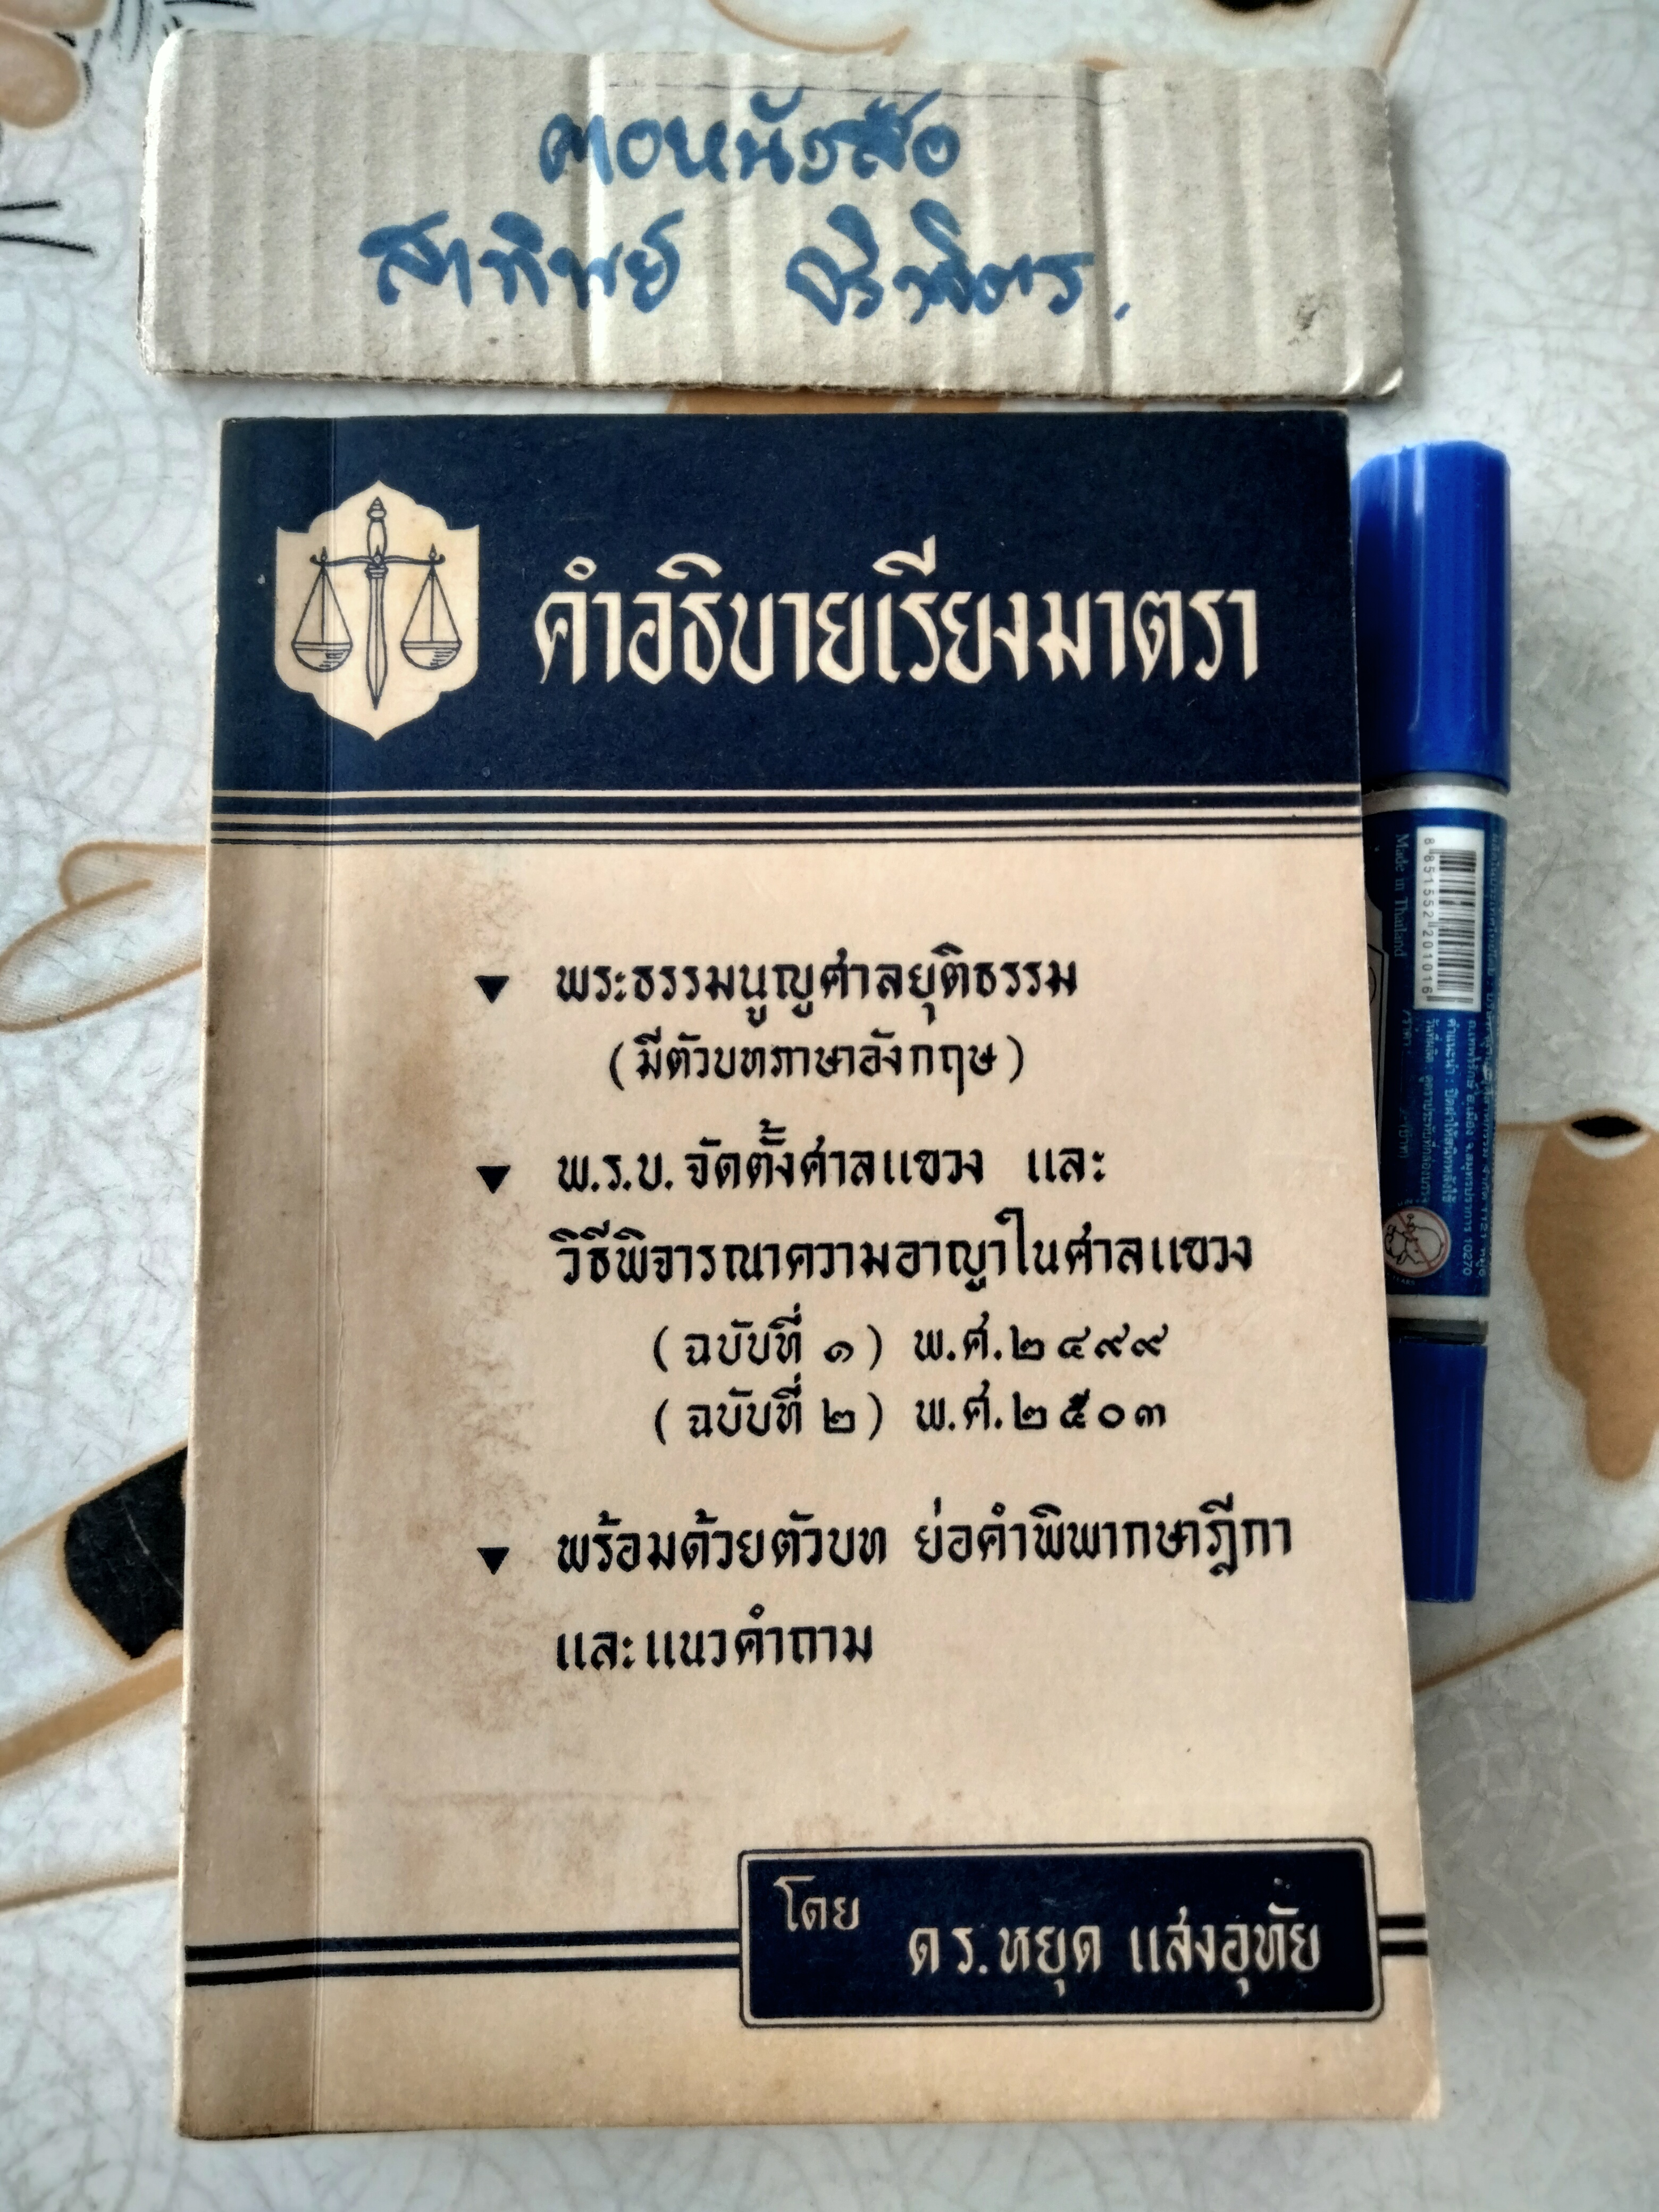 คอหนังสือ
สาทิพย์
คำอธิบายเรียงมาตรา
พระธรรมนูญศาลยุติธรรม
(มีตัวบทภาษาอังกฤษ)
พ.ร.บ. จัดตั้งศาลแขวง และ
วิธีพิจารณาความอาญาในศาลแขวง
(ฉบับที่ ๑) พ.ศ. ๒๔๙๙
(ฉบับที่ ๒) พ.ศ. ๒๕๐๓
พร้อมด้วยตัวบท ย่อคำพิพากษาฎีกา
และแนวคำถาม
โดย
ดร. หยุด แสงอุทัย
8 851552 201016
Made in Thailand